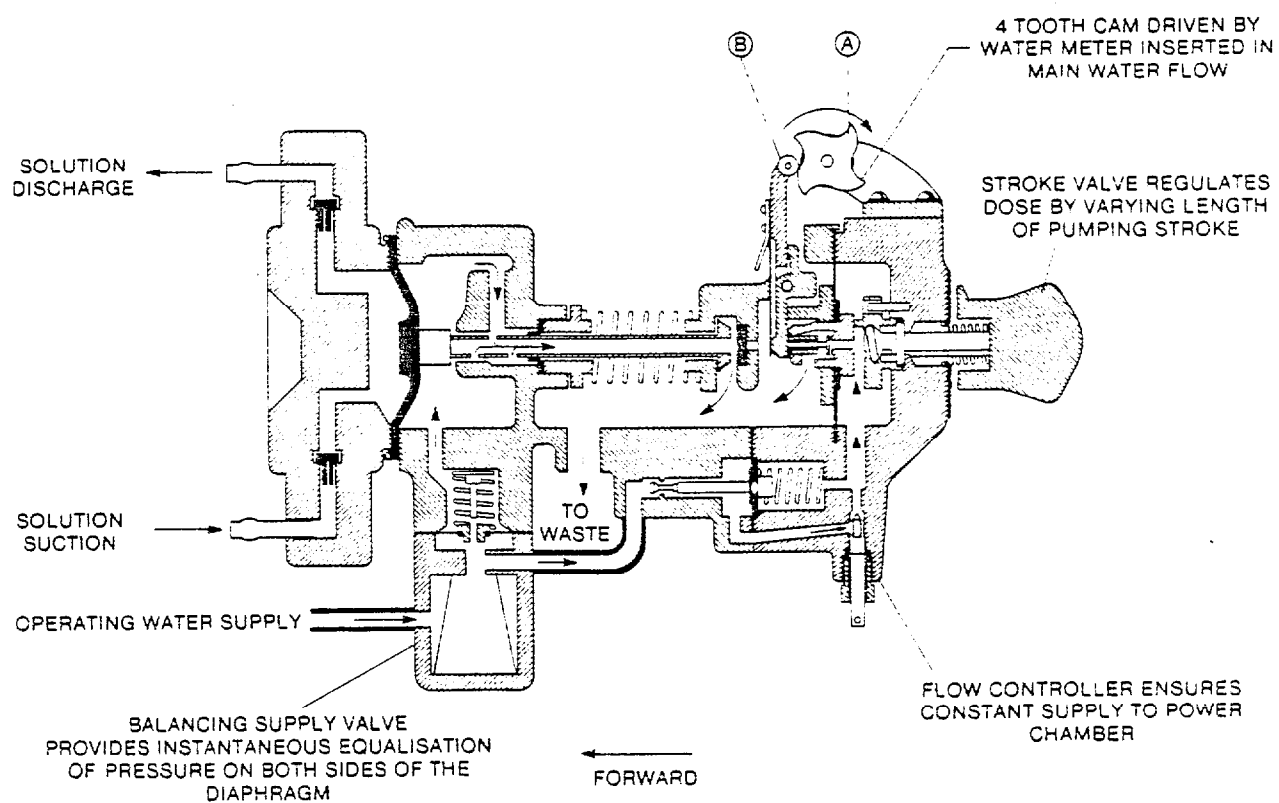 B
A
4 TOOTH CAM DRIVEN BY
WATER METER INSERTED IN
MAIN WATER FLOW
SOLUTION
DISCHARGE
STROKE VALVE REGULATES
DOSE BY VARYING LENGTH
OF PUMPING STROKE
SOLUTION
SUCTION
TO
WASTE
OPERATING WATER SUPPLY
BALANCING SUPPLY VALVE
PROVIDES INSTANTANEOUS EQUALISATION
OF PRESSURE ON BOTH SIDES OF THE
DIAPHRAGM
FORWARD
FLOW CONTROLLER ENSURES
CONSTANT SUPPLY TO POWER
CHAMBER